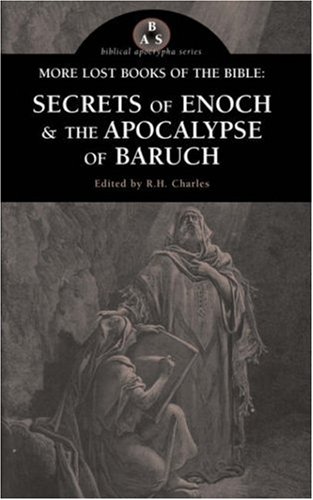 B
A S
biblical apocrypha series
MORE LOST BOOKS OF THE BIBLE:
SECRETS OF ENOCH
& THE APOCALYPSE
OF BARUCH
Edited by R.H. Charles